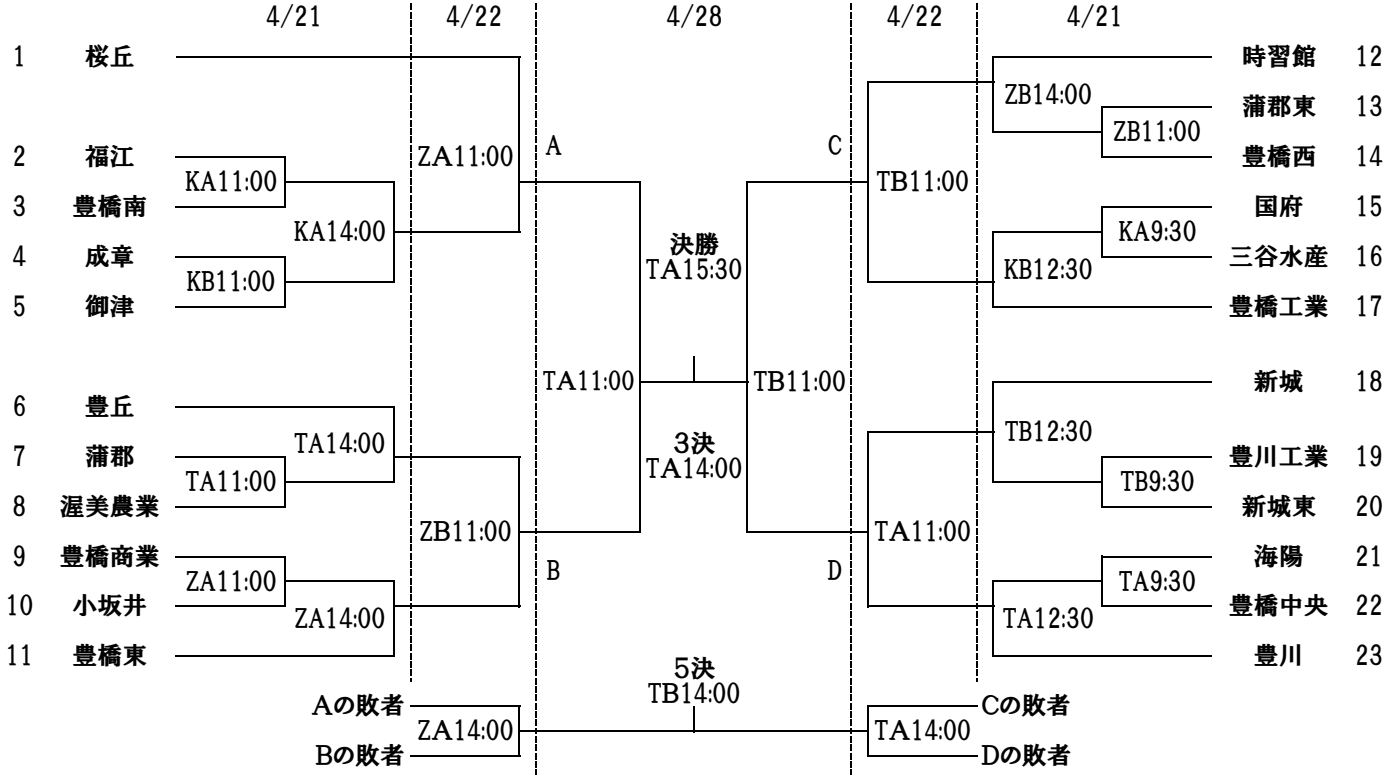 4/21 4/22 4/28 4/22 4/21
1 桜丘 時習館 12
ZB14:00
蒲郡東 13
ZB11:00
2 福江 ZA11:00 A C 豊橋西 14
KA11:00 TB11:00
3 豊橋南 国府 15
KA14:00 KA9:30
4 成章 決勝 三谷水産 16
KB11:00 TA15:30 KB12:30
5 御津 豊橋工業 17
TA11:00 TB11:00 新城 18
6 豊丘
TA14:00 3決 TB12:30
7 蒲郡 TA14:00 豊川工業 19
TA11:00 TB9:30
8 渥美農業 新城東 20
ZB11:00 TA11:00
9 豊橋商業 B D 海陽 21
ZA11:00 TA9:30
10 小坂井 豊橋中央 22
ZA14:00 TA12:30
11 豊橋東 豊川 23
5決
TB14:00
Aの敗者 Cの敗者
ZA14:00 TA14:00
Bの敗者 Dの敗者